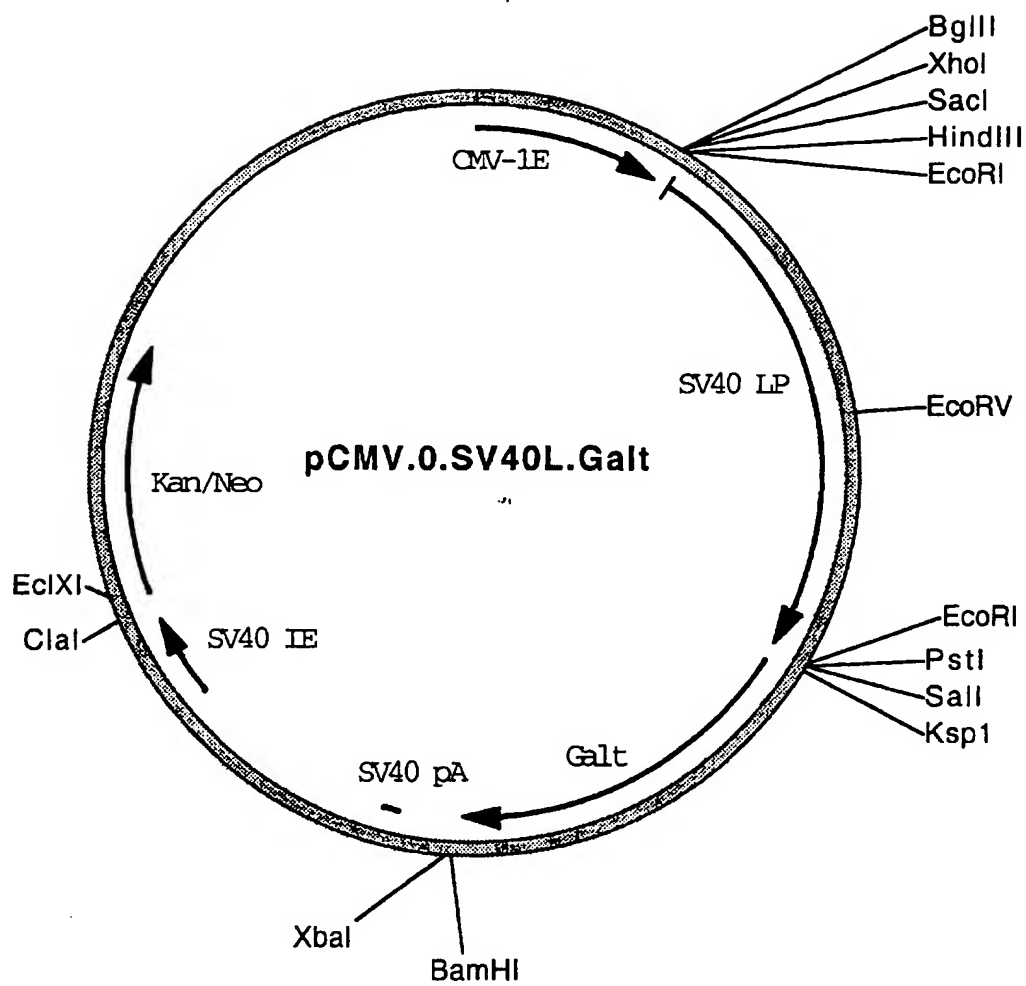 BglII
XhoI
SacI
HindIII
EcoRI
CMV-1E
SV40 LP
EcoRV
pCMV.0.SV40L.Galt
Kan/Neo
EclXI
ClaI
SV40 IE
EcoRI
PstI
SalI
Ksp1
Galt
SV40 pA
XbaI
BamHI